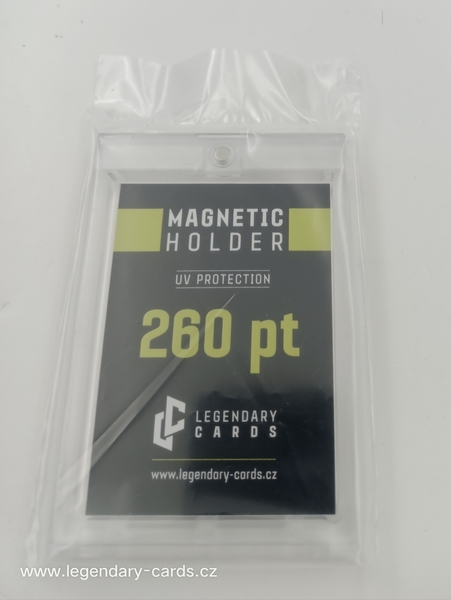 MAGNETIC
HOLDER
UV PROTECTION
260 pt
LEGENDARY
CARDS
www.legendary-cards.cz
www.legendary-cards.cz